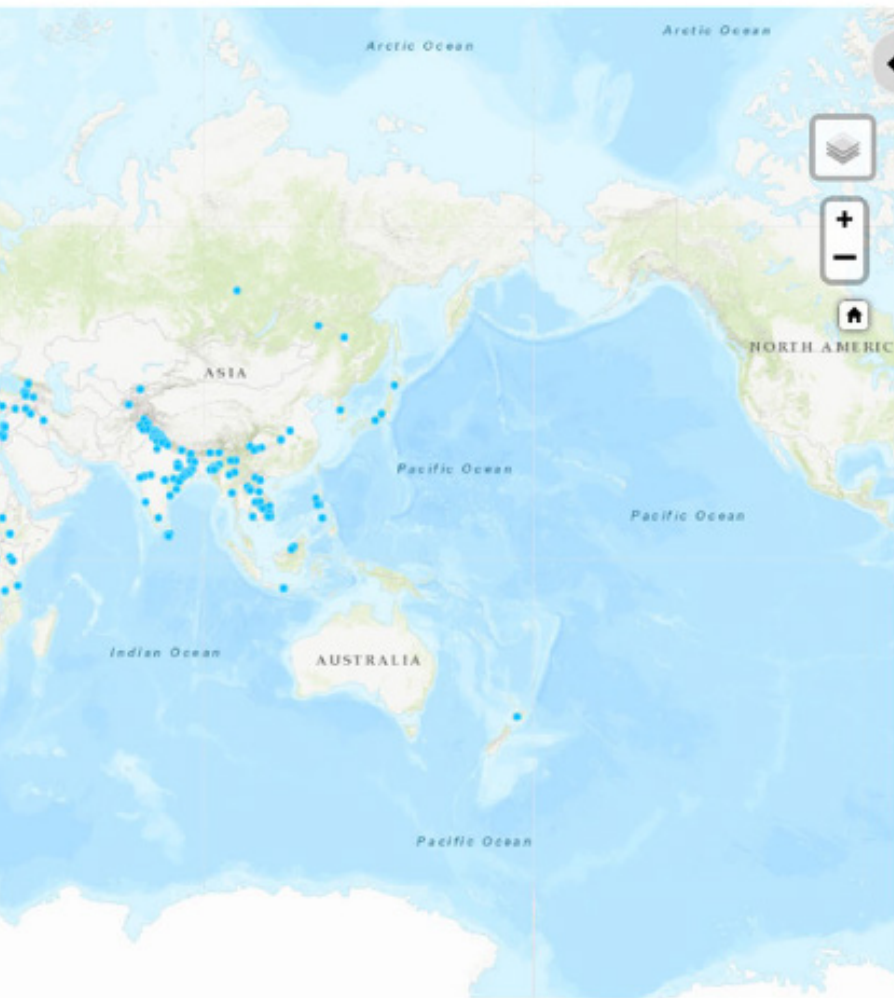 Arctic Ocean
Arctic Ocean
+
−
NORTH AMERIC
ASIA
Pacific Ocean
Pacific Ocean
Indian Ocean
AUSTRALIA
Pacific Ocean